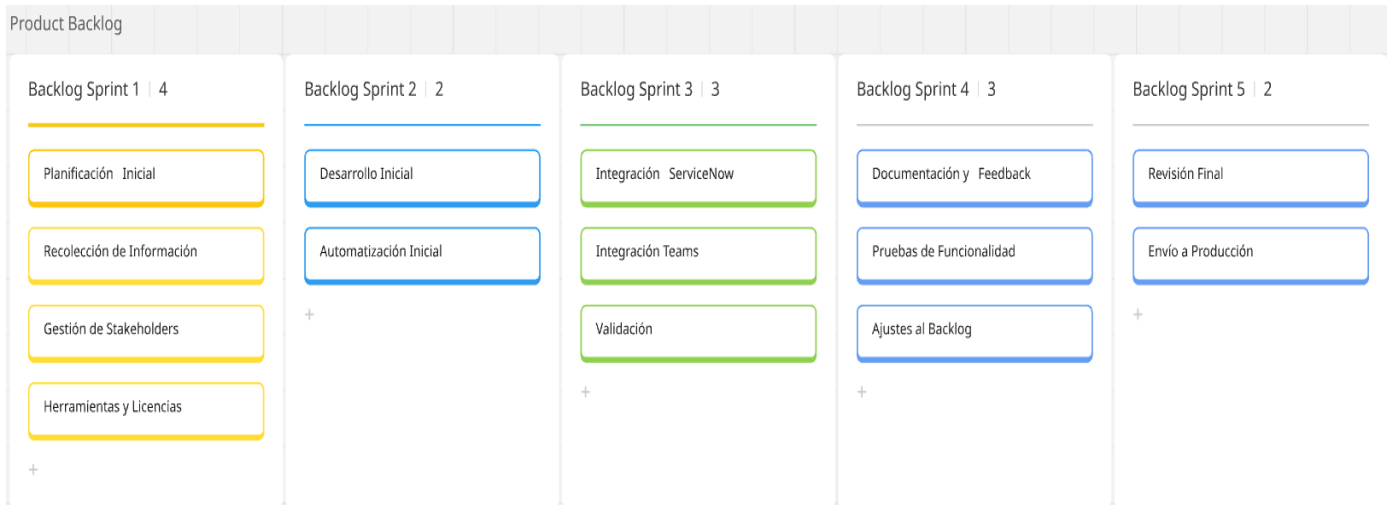 Product Backlog
Backlog Sprint 1 | 4
Planificación Inicial
Recolección de Información
Gestión de Stakeholders
Herramientas y Licencias
+
Backlog Sprint 2 | 2
Desarrollo Inicial
Automatización Inicial
+
Backlog Sprint 3 | 3
Integración ServiceNow
Integración Teams
Validación
+
Backlog Sprint 4 | 3
Documentación y Feedback
Pruebas de Funcionalidad
Ajustes al Backlog
+
Backlog Sprint 5 | 2
Revisión Final
Envío a Producción
+